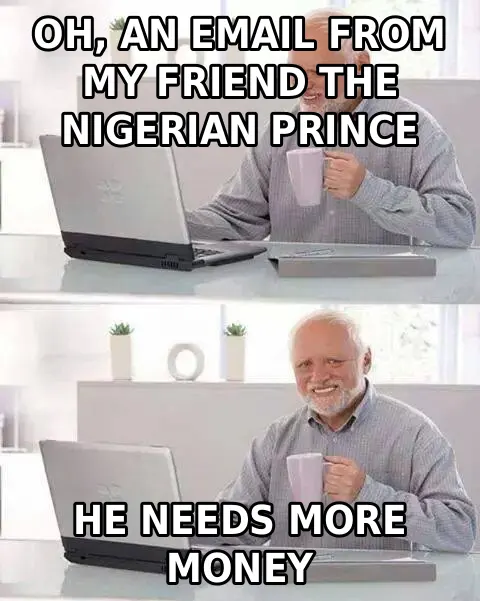 OH, AN EMAIL FROM
MY FRIEND THE
NIGERIAN PRINCE
HE NEEDS MORE
MONEY